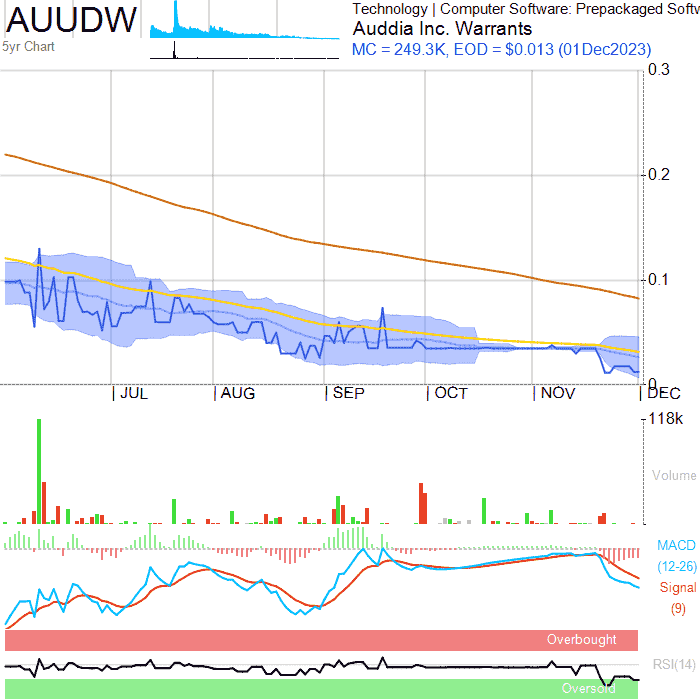 AUUDW
5yr Chart
Technology | Computer Software: Prepackaged Softw
Auddia Inc. Warrants
MC = 249.3K, EOD = $0.013 (01Dec2023)
0.3
0.2
0.1
0
JUL AUG SEP OCT NOV DEC
118k
Volume
MACD
(12-26)
Signal
(9)
Overbought
RSI(14)
Oversold